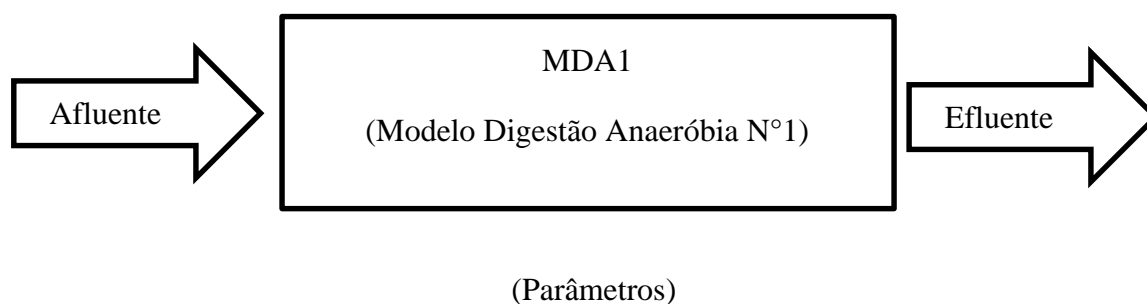 MDA1
Afluente
(Modelo Digestão Anaeróbia N°1)
Efluente
(Parâmetros)